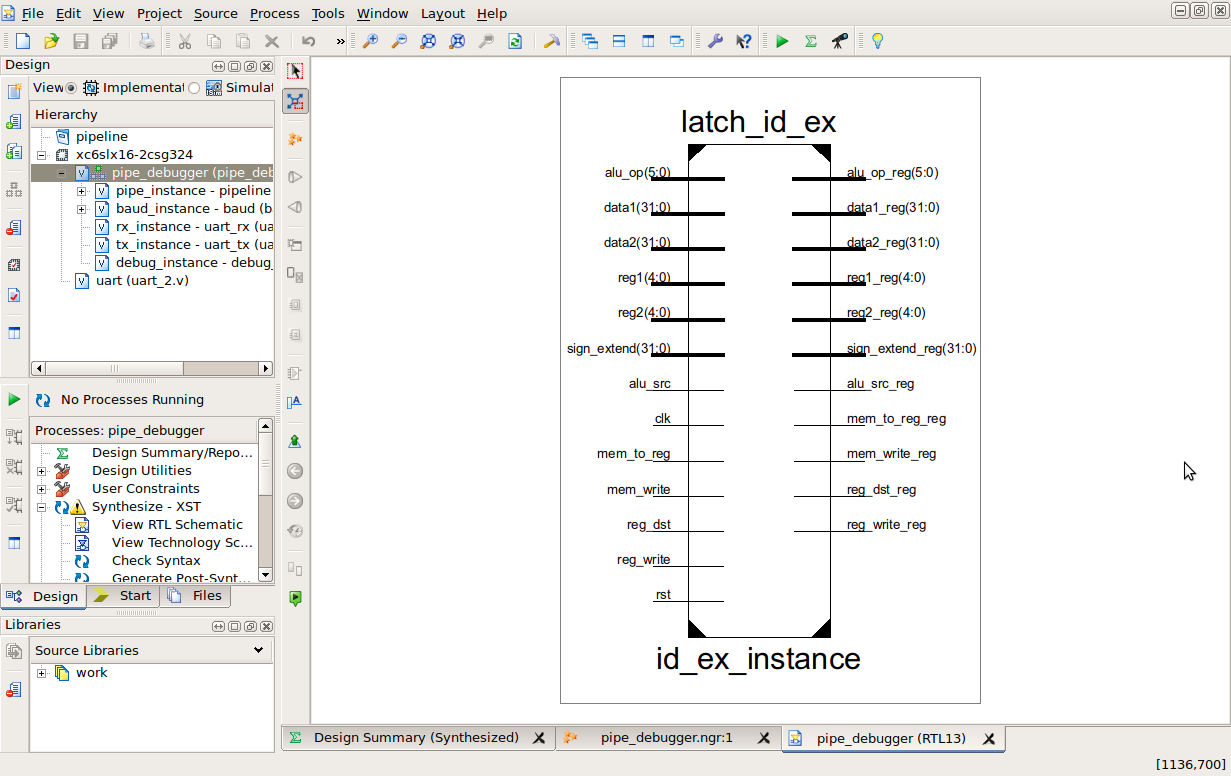 File Edit View Project Source Process Tools Window Layout Help
»
Design
View Implementat Simulat
Hierarchy
pipeline
xc6slx16-2csg324
pipe_debugger (pipe_deb
pipe_instance - pipeline
baud_instance - baud (b
rx_instance - uart_rx (ua
tx_instance - uart_tx (ua
debug_instance - debug_
uart (uart_2.v)
No Processes Running
Processes: pipe_debugger
Design Summary/Repo...
Design Utilities
User Constraints
Synthesize - XST
View RTL Schematic
View Technology Sc...
Check Syntax
Generate Post-Synt...
Design Start Files
Libraries
Source Libraries
work
latch_id_ex
alu_op(5:0) alu_op_reg(5:0)
data1(31:0) data1_reg(31:0)
data2(31:0) data2_reg(31:0)
reg1(4:0) reg1_reg(4:0)
reg2(4:0) reg2_reg(4:0)
sign_extend(31:0) sign_extend_reg(31:0)
alu_src alu_src_reg
clk mem_to_reg_reg
mem_to_reg mem_write_reg
mem_write reg_dst_reg
reg_dst reg_write_reg
reg_write
rst
id_ex_instance
Design Summary (Synthesized) pipe_debugger.ngr:1 pipe_debugger (RTL13)
[1136,700]